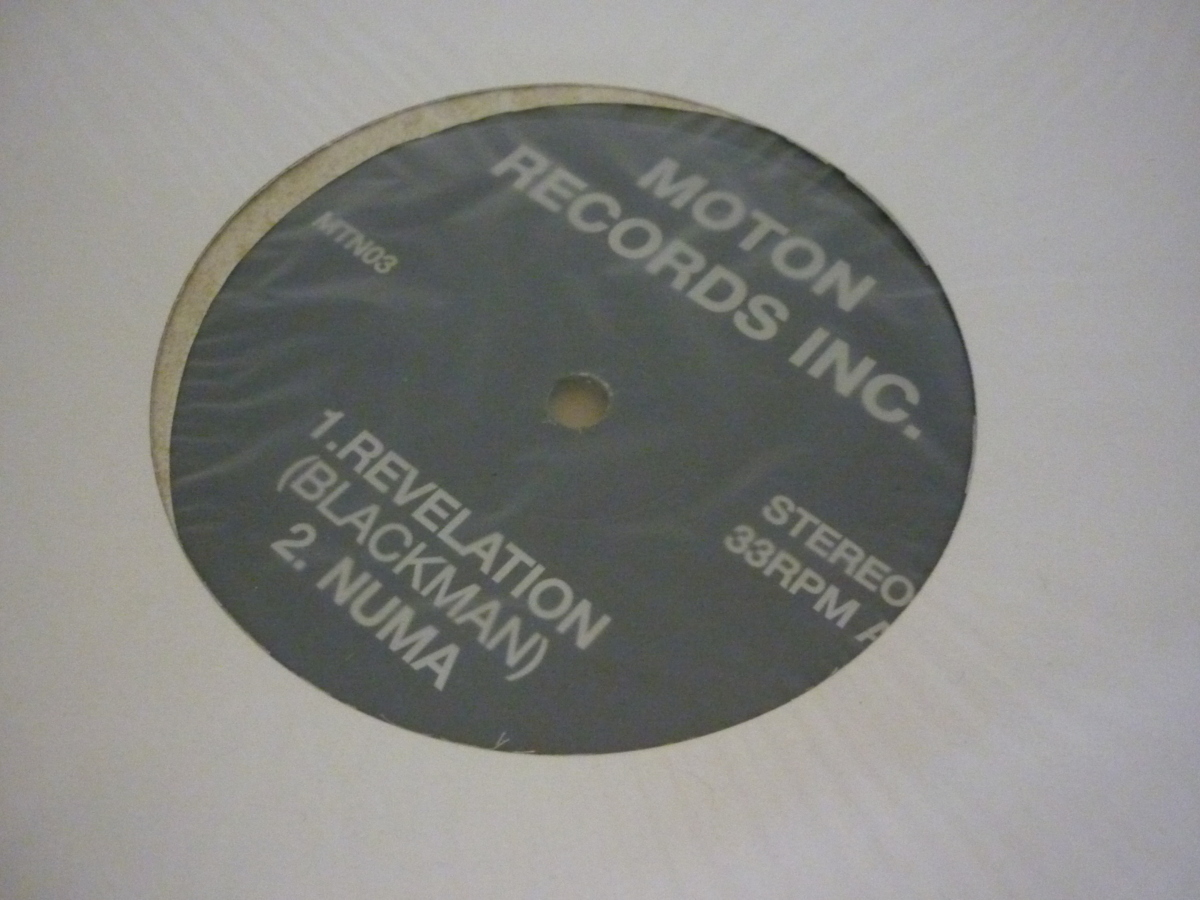 MOTON
RECORDS INC.
MTN03
STEREO
33RPM A
1.REVELATION
(BLACKMAN)
2. NUMA